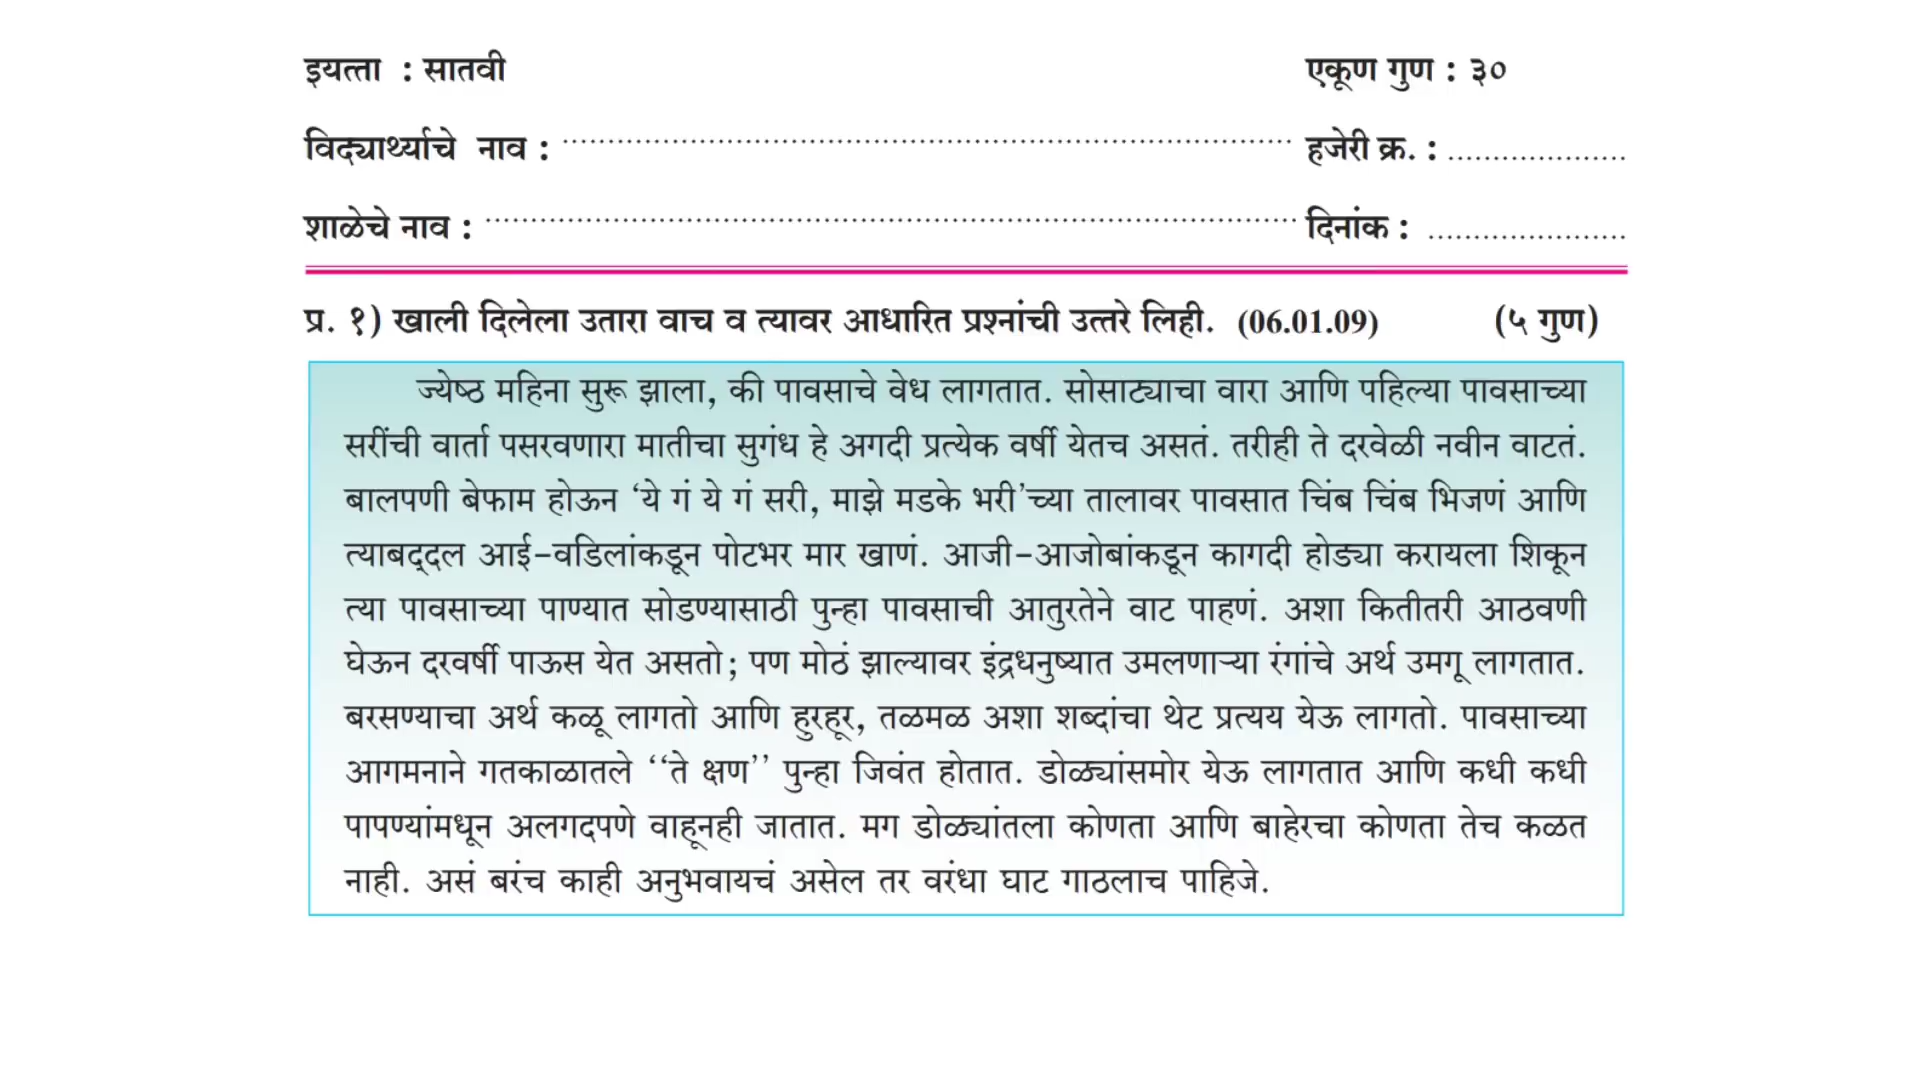 इयत्ता : सातवी एकूण गुण : ३०
विद्यार्थ्याचे नाव : हजेरी क्र. :
शाळेचे नाव : दिनांक :
प्र. १) खाली दिलेला उतारा वाच व त्यावर आधारित प्रश्नांची उत्तरे लिही. (06.01.09) (५ गुण)
ज्येष्ठ महिना सुरू झाला, की पावसाचे वेध लागतात. सोसाट्याचा वारा आणि पहिल्या पावसाच्या
सरींची वार्ता पसरवणारा मातीचा सुगंध हे अगदी प्रत्येक वर्षी येतच असतं. तरीही ते दरवेळी नवीन वाटतं.
बालपणी बेफाम होऊन ‘ये गं ये गं सरी, माझे मडके भरी’च्या तालावर पावसात चिंब चिंब भिजणं आणि
त्याबद्दल आई-वडिलांकडून पोटभर मार खाणं. आजी-आजोबांकडून कागदी होड्या करायला शिकून
त्या पावसाच्या पाण्यात सोडण्यासाठी पुन्हा पावसाची आतुरतेने वाट पाहणं. अशा कितीतरी आठवणी
घेऊन दरवर्षी पाऊस येत असतो; पण मोठं झाल्यावर इंद्रधनुष्यात उमलणाऱ्या रंगांचे अर्थ उमगू लागतात.
बरसण्याचा अर्थ कळू लागतो आणि हुरहूर, तळमळ अशा शब्दांचा थेट प्रत्यय येऊ लागतो. पावसाच्या
आगमनाने गतकाळातले ‘‘ते क्षण’’ पुन्हा जिवंत होतात. डोळ्यांसमोर येऊ लागतात आणि कधी कधी
पापण्यांमधून अलगदपणे वाहूनही जातात. मग डोळ्यांतला कोणता आणि बाहेरचा कोणता तेच कळत
नाही. असं बरंच काही अनुभवायचं असेल तर वरंधा घाट गाठलाच पाहिजे.